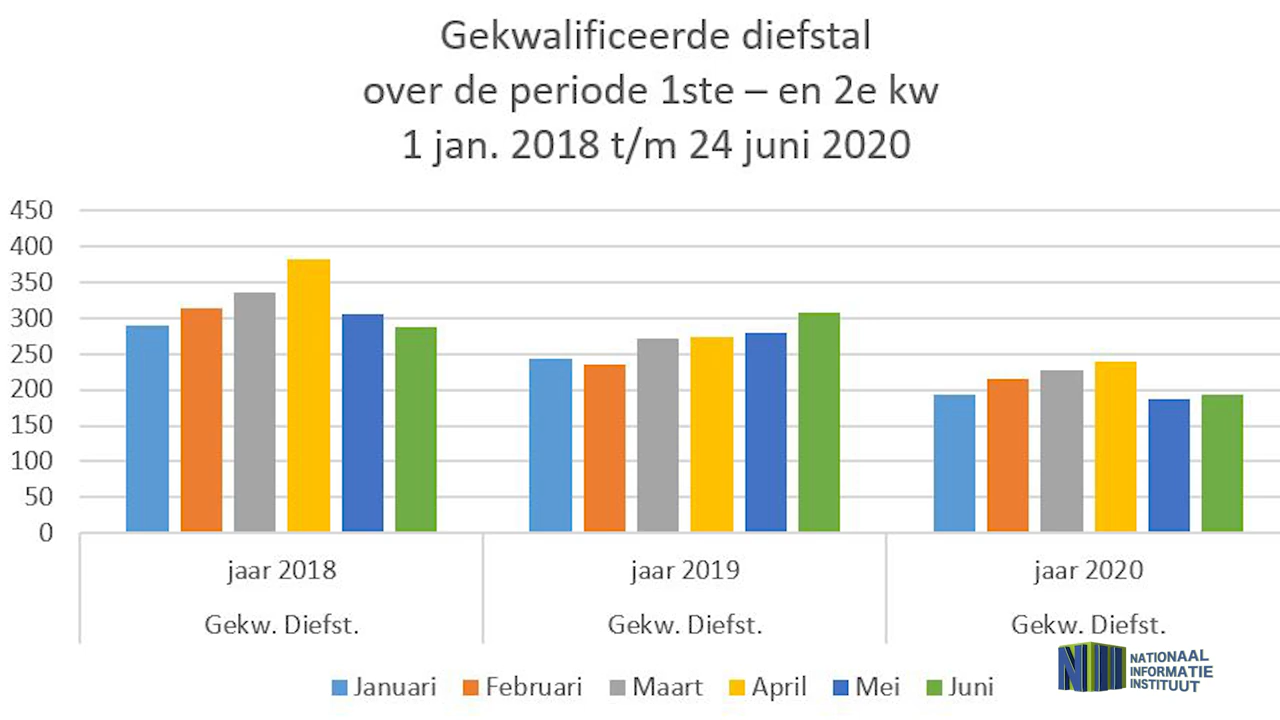 Gekwalificeerde diefstal
over de periode 1ste – en 2e kw
1 jan. 2018 t/m 24 juni 2020
450
400
350
300
250
200
150
100
50
0
jaar 2018 jaar 2019 jaar 2020
Gekw. Diefst. Gekw. Diefst. Gekw. Diefst.
Januari Februari Maart April Mei Juni
NII
NATIONAAL
INFORMATIE
INSTITUUT